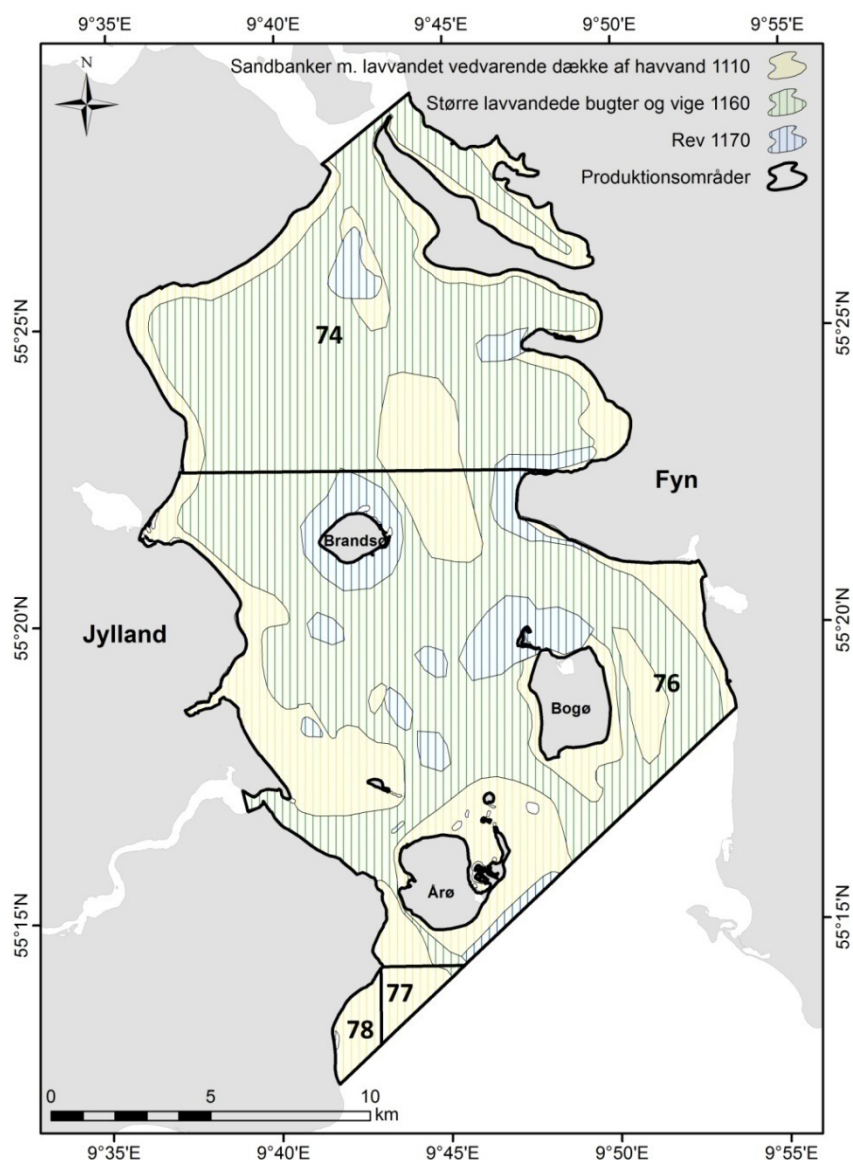 9°35'E 9°40'E 9°45'E 9°50'E 9°55'E
N
Sandbanker m. lavvandet vedvarende dække af havvand 1110
Større lavvandede bugter og vige 1160
Rev 1170
Produktionsområder
55°25'N 55°25'N
74
Fyn
Brandsø
55°20'N 55°20'N
Jylland
76
Bogø
Årø
55°15'N 55°15'N
77
78
0 5 10
km
9°35'E 9°40'E 9°45'E 9°50'E 9°55'E